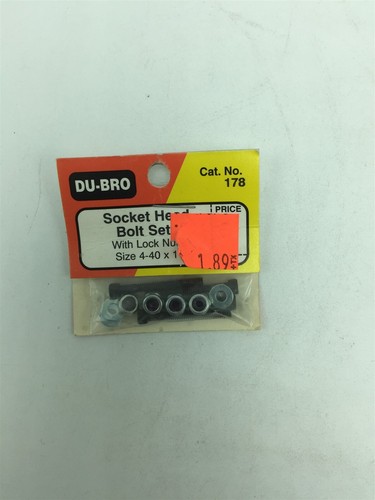 DU-BRO
Cat. No.
178
Socket Head
Bolt Set
PRICE
With Lock Nu
Size 4-40 x 1
1.89